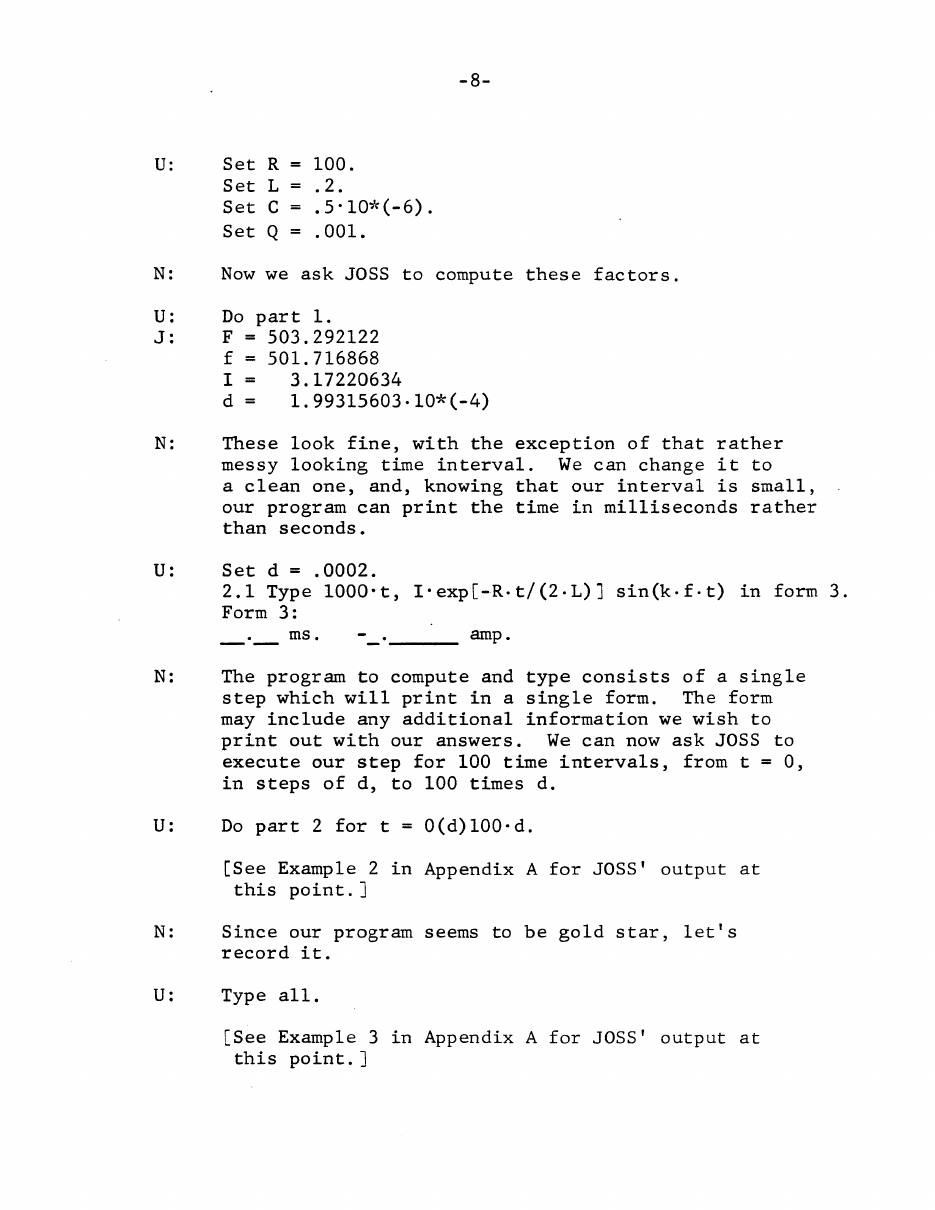 -8-
U: Set R = 100.
Set L = .2.
Set C = .5·10*(-6).
Set Q = .001.
N: Now we ask JOSS to compute these factors.
U: Do part 1.
J: F = 503.292122
f = 501.716868
I = 3.17220634
d = 1.99315603·10*(-4)
N: These look fine, with the exception of that rather
messy looking time interval. We can change it to
a clean one, and, knowing that our interval is small,
our program can print the time in milliseconds rather
than seconds.
U: Set d = .0002.
2.1 Type 1000·t, I·exp[-R·t/(2·L)] sin(k·f·t) in form 3.
Form 3:
__.__ ms. -_.______ amp.
N: The program to compute and type consists of a single
step which will print in a single form. The form
may include any additional information we wish to
print out with our answers. We can now ask JOSS to
execute our step for 100 time intervals, from t = 0,
in steps of d, to 100 times d.
U: Do part 2 for t = 0(d)100·d.
[See Example 2 in Appendix A for JOSS' output at
this point.]
N: Since our program seems to be gold star, let's
record it.
U: Type all.
[See Example 3 in Appendix A for JOSS' output at
this point.]